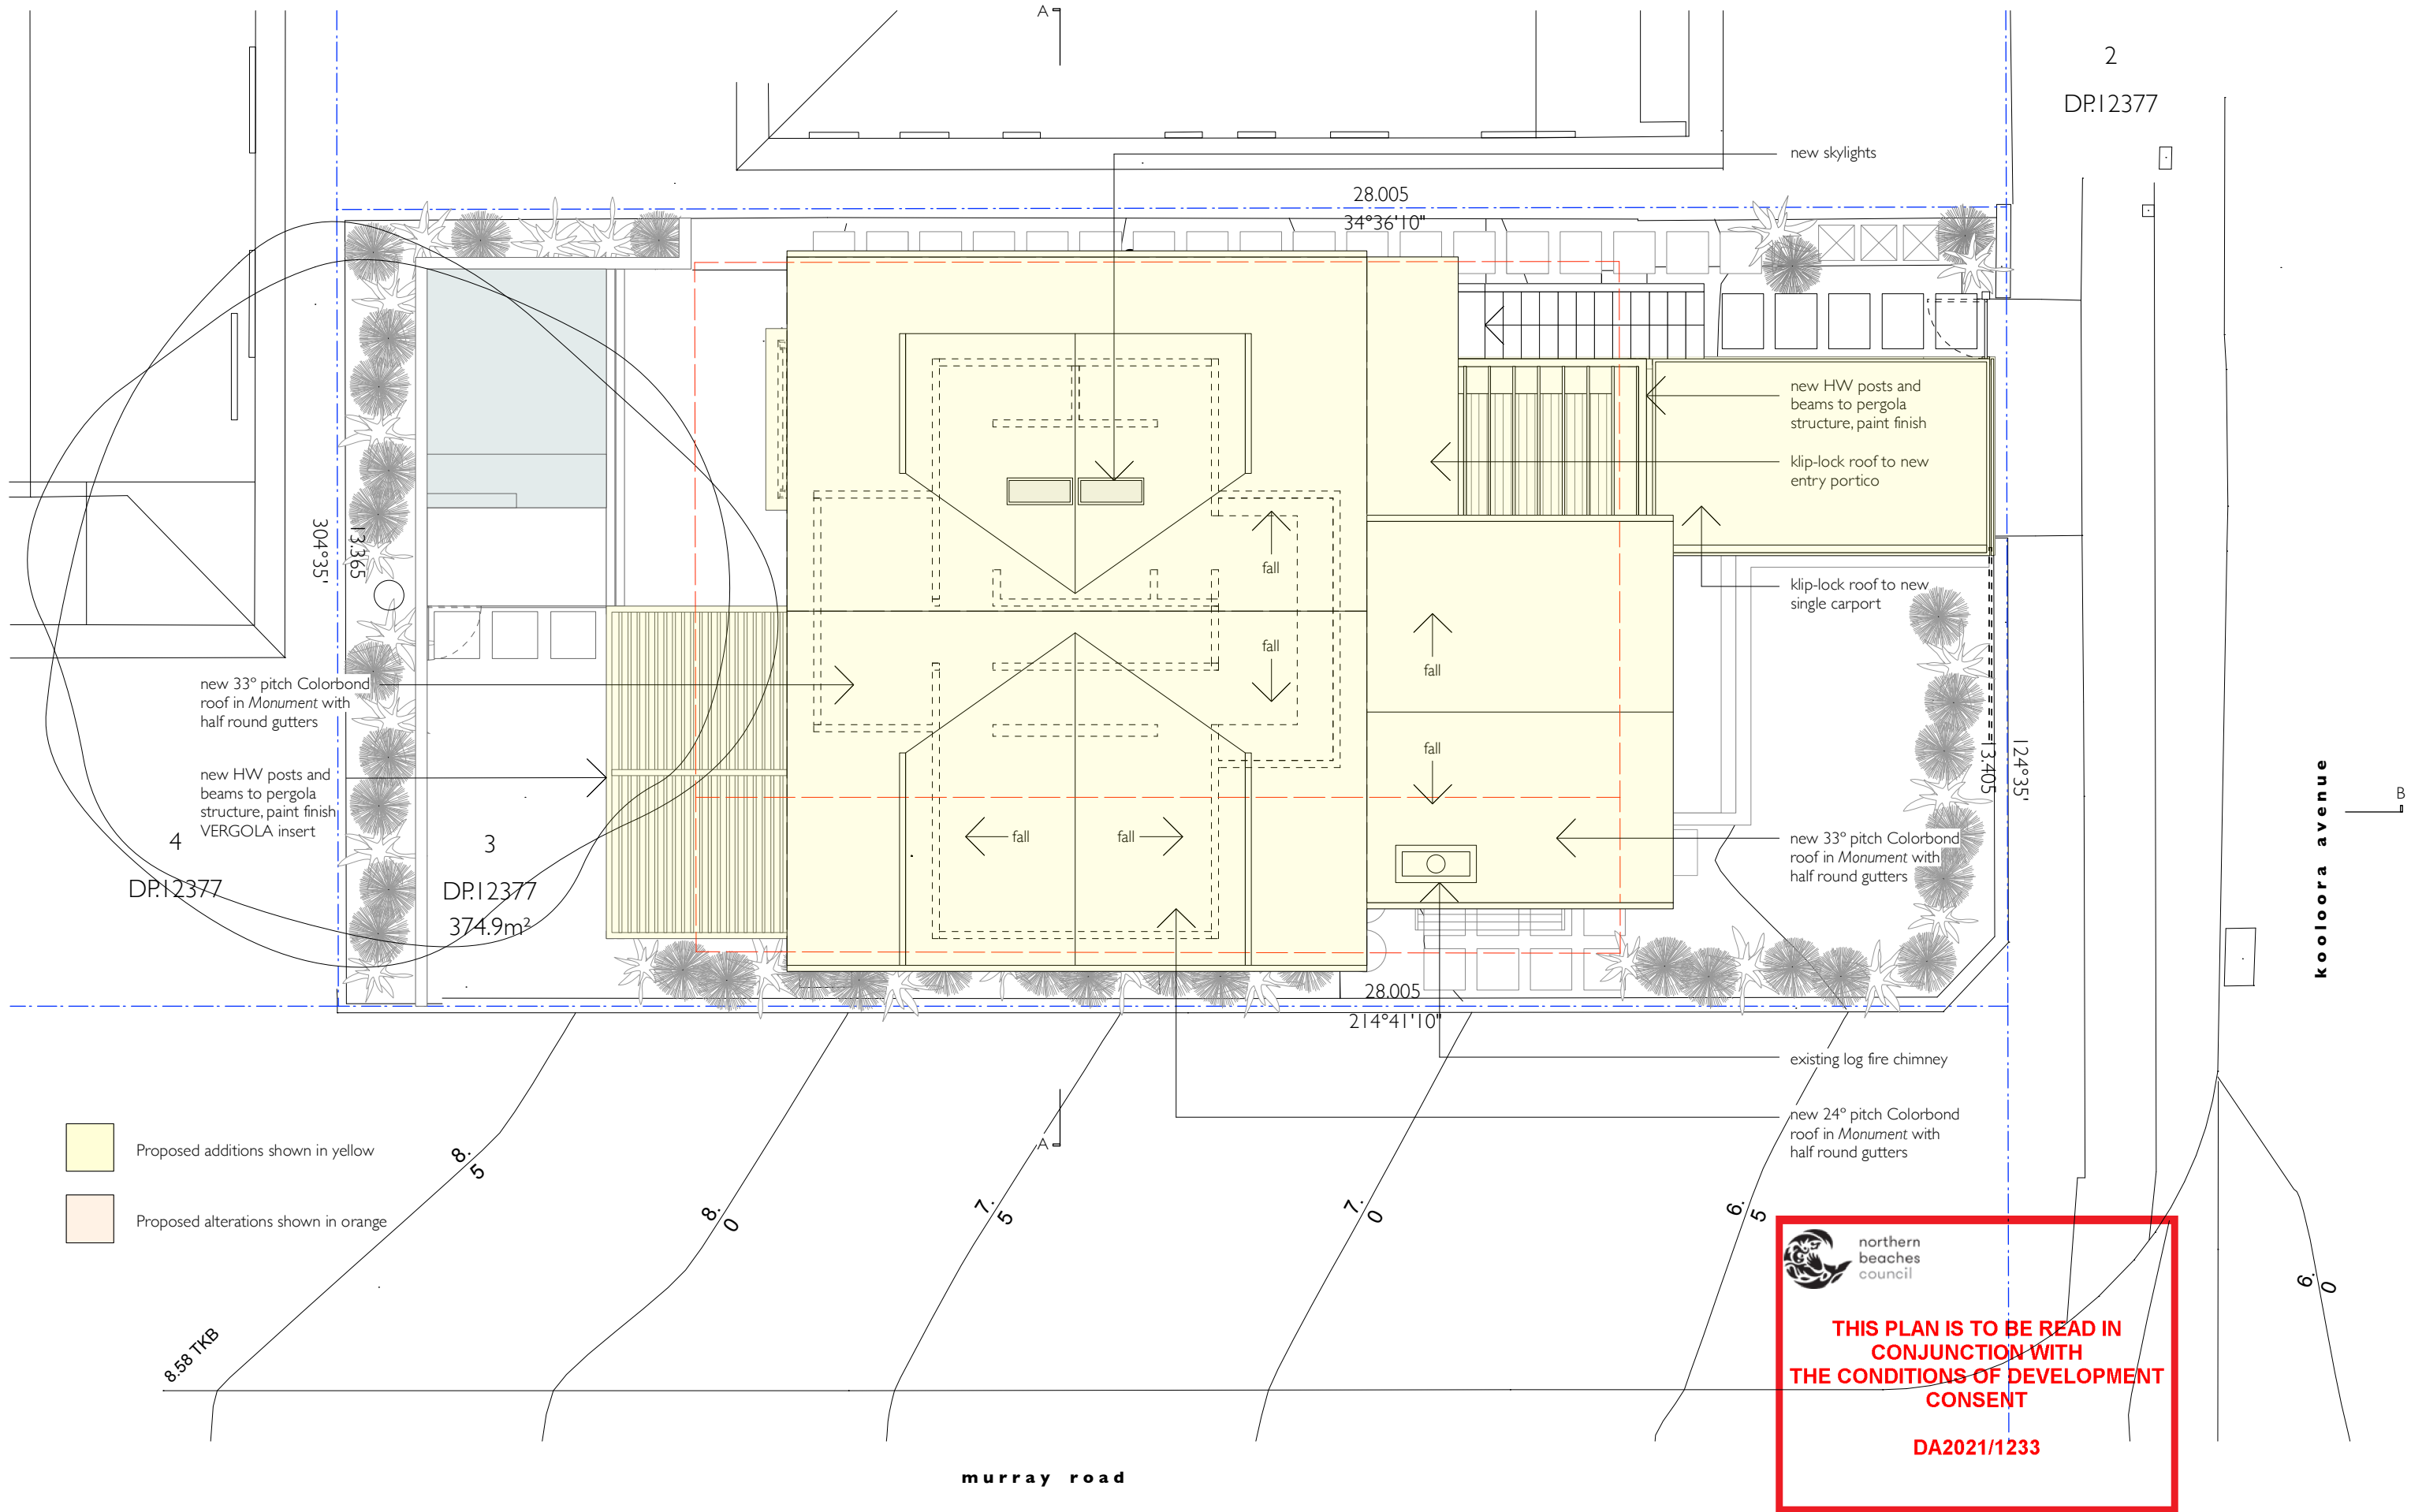 A
2
DP.12377
new skylights
28.005
34°36'10"
new HW posts and
beams to pergola
structure, paint finish
klip-lock roof to new
entry portico
klip-lock roof to new
single carport
304°35'
13.365
fall
fall
fall
fall
fall
fall
new 33º pitch Colorbond
roof in Monument with
half round gutters
new HW posts and
beams to pergola
structure, paint finish
VERGOLA insert
4
DP.12377
3
DP.12377
374.9m²
13.405
124°35'
kooloora avenue
B
new 33º pitch Colorbond
roof in Monument with
half round gutters
28.005
214°41'10"
existing log fire chimney
new 24º pitch Colorbond
roof in Monument with
half round gutters
A
Proposed additions shown in yellow
Proposed alterations shown in orange
8.5
8.0
7.5
7.0
6.5
6.0
8.58 TKB
northern
beaches
council
THIS PLAN IS TO BE READ IN
CONJUNCTION WITH
THE CONDITIONS OF DEVELOPMENT
CONSENT
DA2021/1233
murray road